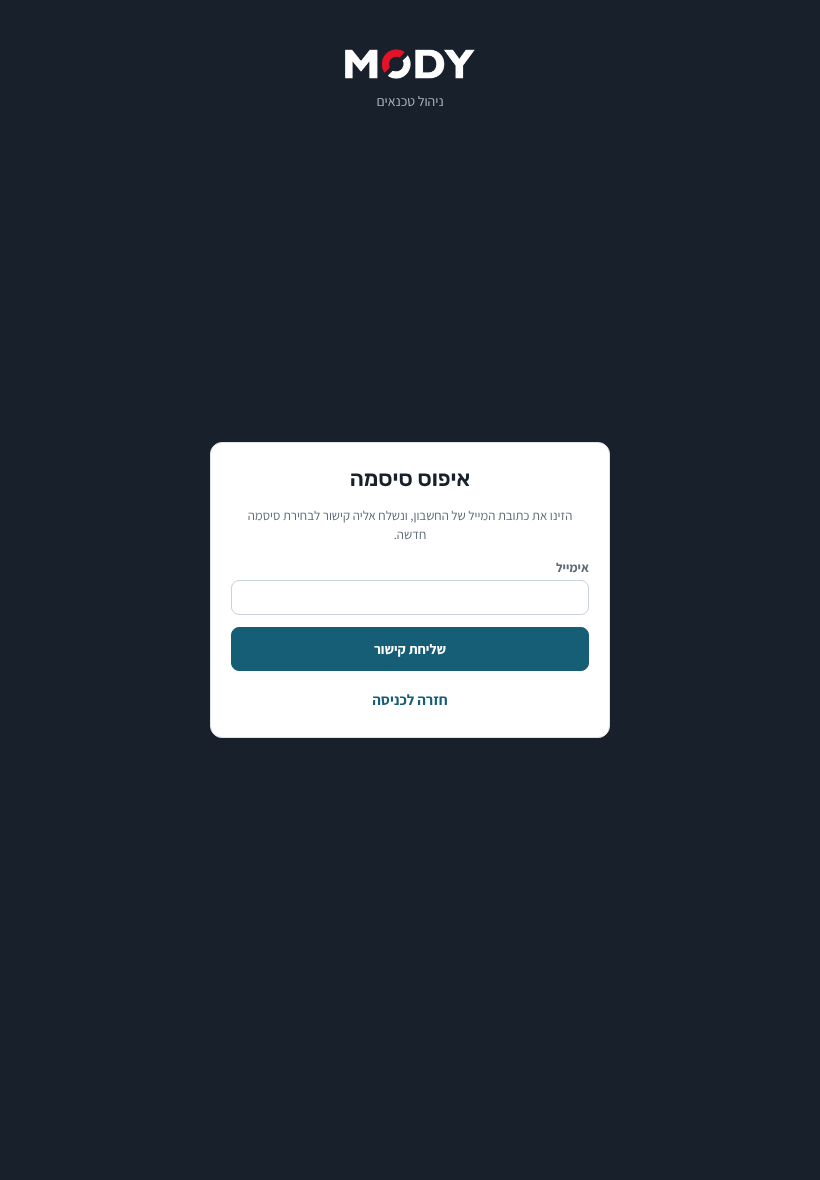 MODY
ניהול טכנאים
איפוס סיסמה
הזינו את כתובת המייל של החשבון, ונשלח אליה קישור לבחירת סיסמה
חדשה.
אימייל
שליחת קישור
חזרה לכניסה